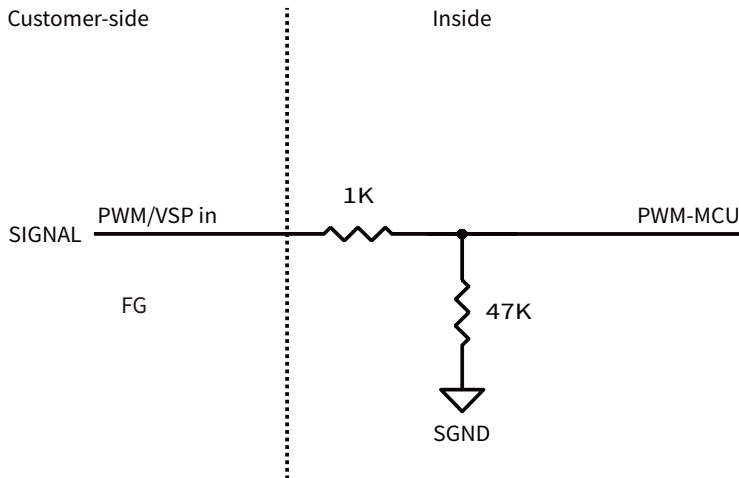 Customer-side
Inside
1K
PWM/VSP in
PWM-MCU
SIGNAL
FG
47K
SGND